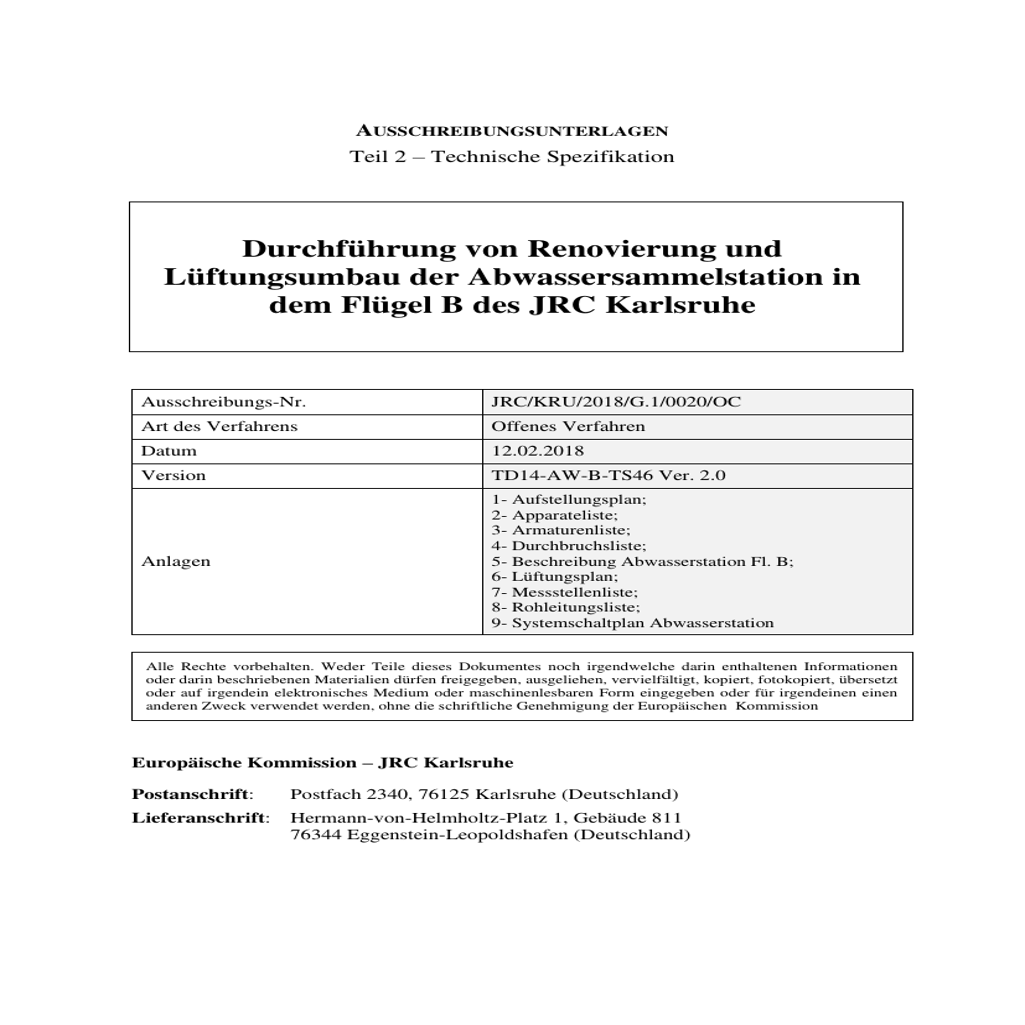 AUSSCHREIBUNGSUNTERLAGEN
Teil 2 – Technische Spezifikation
Durchführung von Renovierung und
Lüftungsumbau der Abwassersammelstation in
dem Flügel B des JRC Karlsruhe
Ausschreibungs-Nr. JRC/KRU/2018/G.1/0020/OC
Art des Verfahrens Offenes Verfahren
Datum 12.02.2018
Version TD14-AW-B-TS46 Ver. 2.0
Anlagen
1- Aufstellungsplan;
2- Apparateliste;
3- Armaturenliste;
4- Durchbruchsliste;
5- Beschreibung Abwasserstation Fl. B;
6- Lüftungsplan;
7- Messstellenliste;
8- Rohleitungsliste;
9- Systemschaltplan Abwasserstation
Alle Rechte vorbehalten. Weder Teile dieses Dokumentes noch irgendwelche darin enthaltenen Informationen
oder darin beschriebenen Materialien dürfen freigegeben, ausgeliehen, vervielfältigt, kopiert, fotokopiert, übersetzt
oder auf irgendein elektronisches Medium oder maschinenlesbaren Form eingegeben oder für irgendeinen einen
anderen Zweck verwendet werden, ohne die schriftliche Genehmigung der Europäischen Kommission
Europäische Kommission – JRC Karlsruhe
Postanschrift: Postfach 2340, 76125 Karlsruhe (Deutschland)
Lieferanschrift: Hermann-von-Helmholtz-Platz 1, Gebäude 811
76344 Eggenstein-Leopoldshafen (Deutschland)